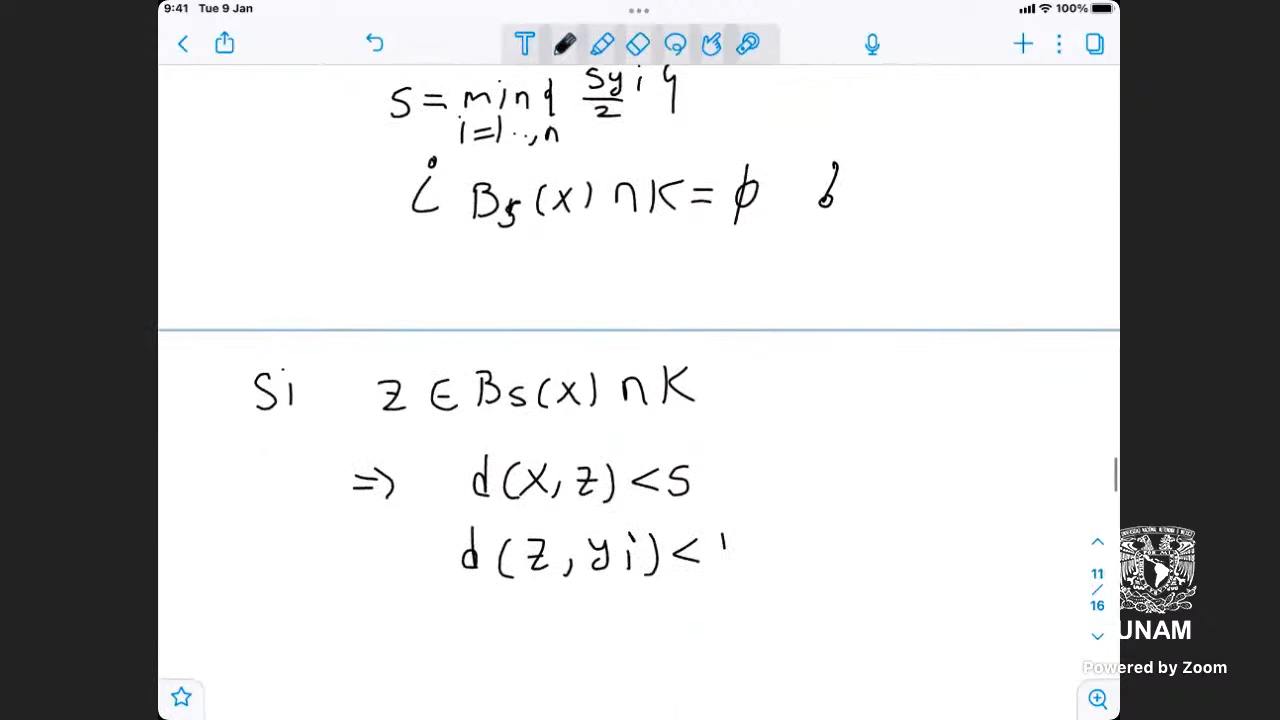 9:41 Tue 9 Jan 100%
S = min { Syi/2 }
i=1..,n
¿ Bs(x) ∩ K = ϕ ?
Si z ∈ Bs(x) ∩ K
=> d(x,z) < S
d(z,yi) <
11
/
16
UNAM
Powered by Zoom